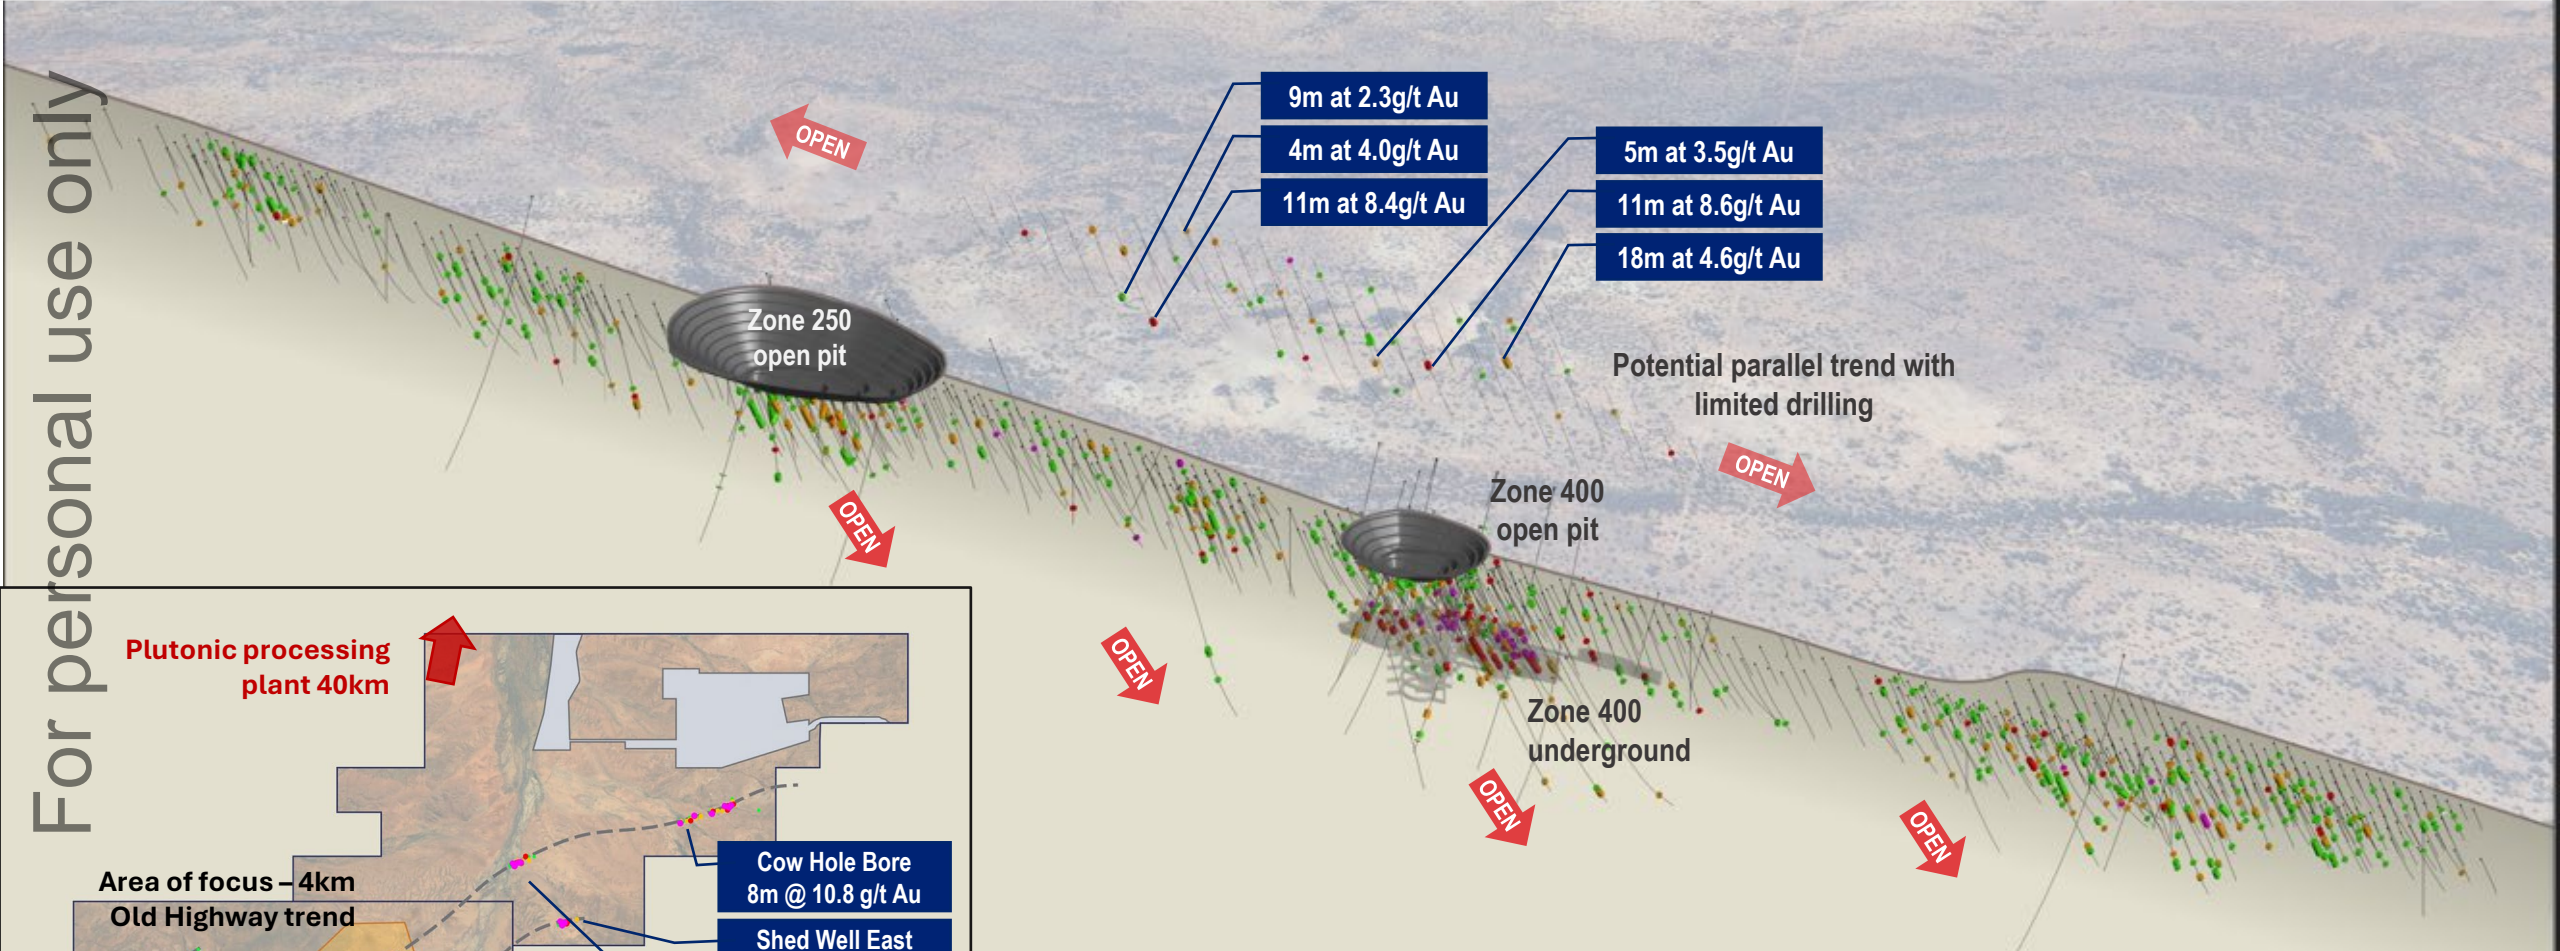 For personal use only
OPEN
9m at 2.3g/t Au
4m at 4.0g/t Au
11m at 8.4g/t Au
5m at 3.5g/t Au
11m at 8.6g/t Au
18m at 4.6g/t Au
Zone 250
open pit
Potential parallel trend with
limited drilling
OPEN
Zone 400
open pit
OPEN
OPEN
Zone 400
underground
OPEN
OPEN
Plutonic processing
plant 40km
Area of focus – 4km
Old Highway trend
Cow Hole Bore
8m @ 10.8 g/t Au
Shed Well East